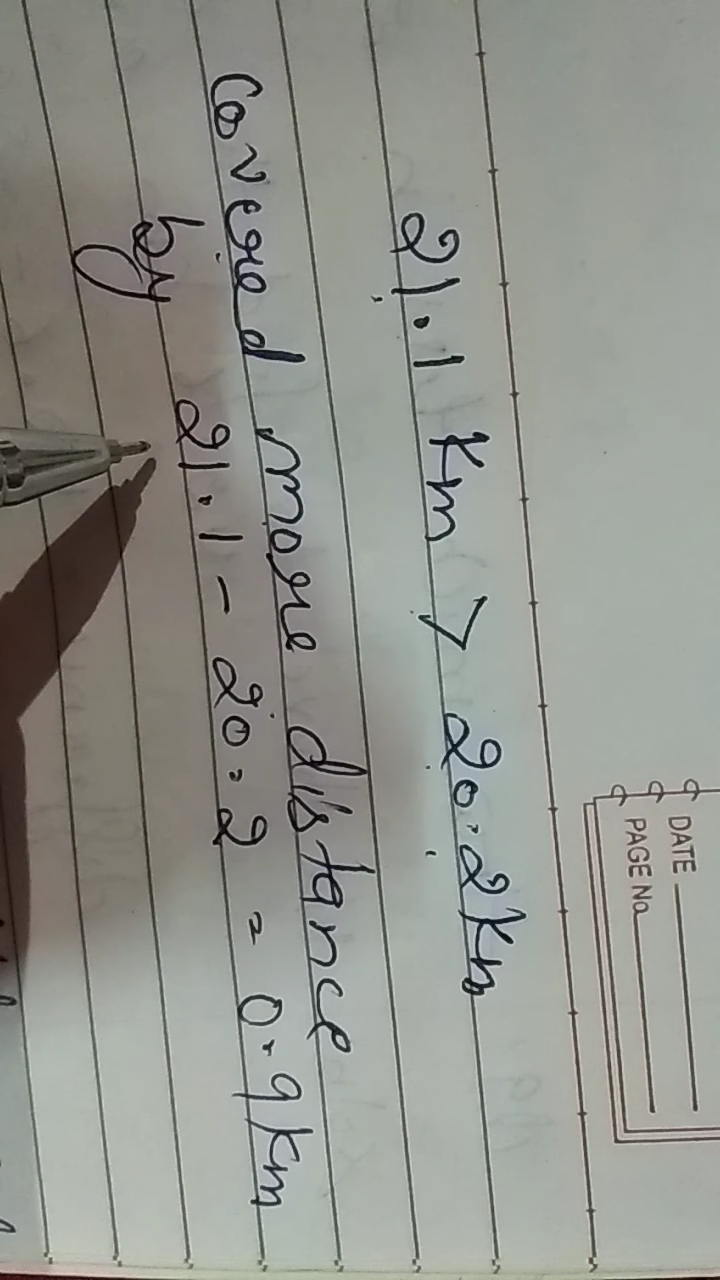 DATE
PAGE No.
21.1 km > 20.2 km
Covered more distance
by 21.1 - 20.2 = 0.9 km